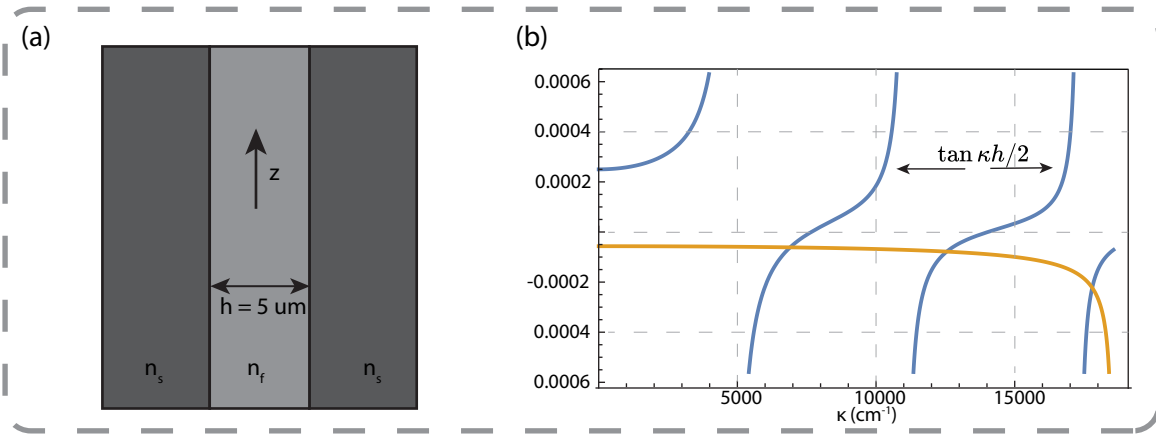 (a)
z
h = 5 um
n_s
n_f
n_s
(b)
0.0006
0.0004
0.0002
-0.0002
0.0004
0.0006
tan κh/2
5000
10000
15000
κ (cm⁻¹)